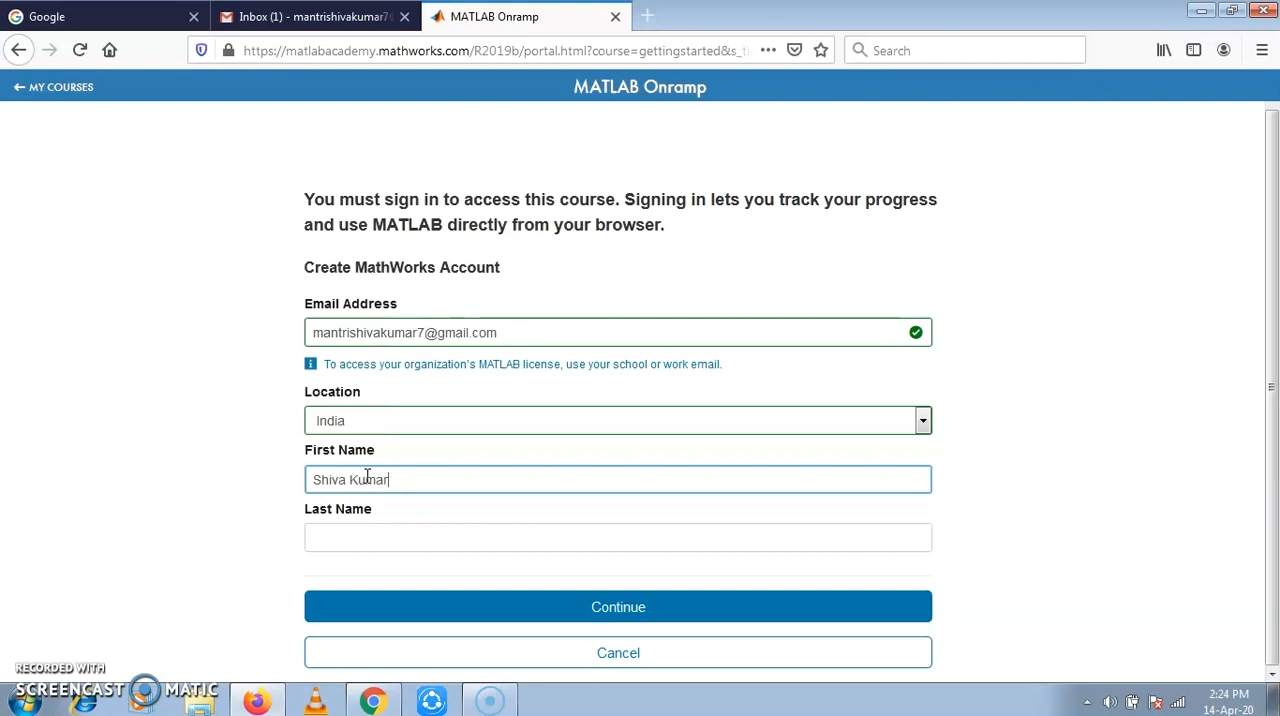 Google
Inbox (1) - mantrishivakumar7@
MATLAB Onramp
https://matlabacademy.mathworks.com/R2019b/portal.html?course=gettingstarted&s_t
Search
MY COURSES
MATLAB Onramp
You must sign in to access this course. Signing in lets you track your progress
and use MATLAB directly from your browser.
Create MathWorks Account
Email Address
mantrishivakumar7@gmail.com
To access your organization's MATLAB license, use your school or work email.
Location
India
First Name
Shiva Kumar
Last Name
Continue
Cancel
RECORDED WITH
SCREENCAST MATIC
2:24 PM
14-Apr-20